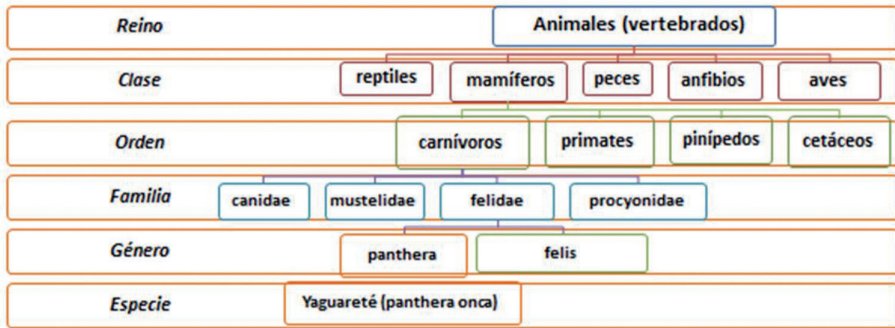 Reino Animales (vertebrados)
Clase reptiles mamíferos peces anfibios aves
Orden carnívoros primates pinípedos cetáceos
Familia canidae mustelidae felidae procyonidae
Género panthera felis
Especie Yaguareté (panthera onca)